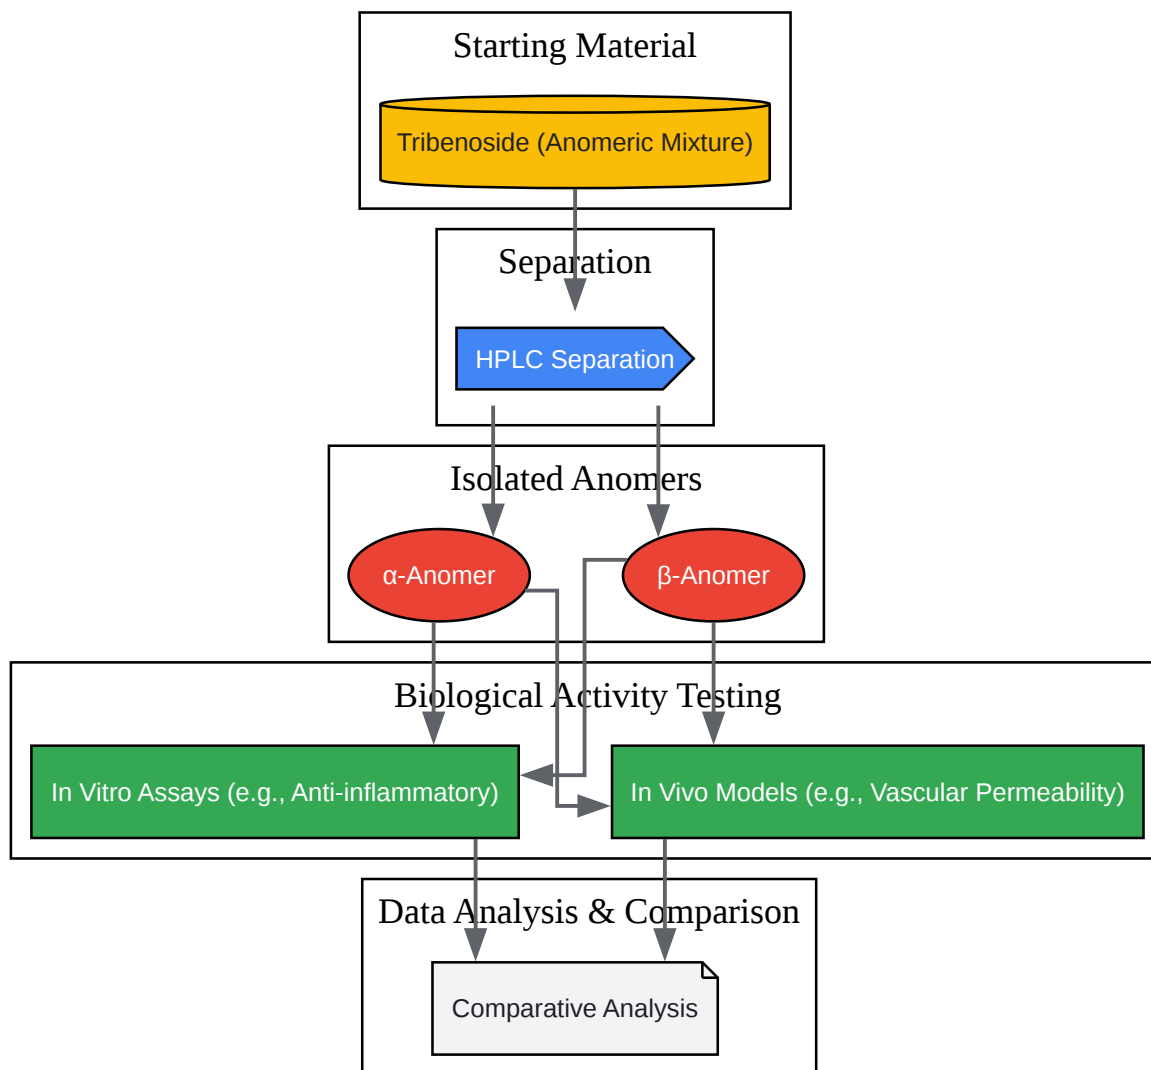 Starting Material
Tribenoside (Anomeric Mixture)
Separation
HPLC Separation
Isolated Anomers
α-Anomer
β-Anomer
Biological Activity Testing
In Vitro Assays (e.g., Anti-inflammatory)
In Vivo Models (e.g., Vascular Permeability)
Data Analysis & Comparison
Comparative Analysis